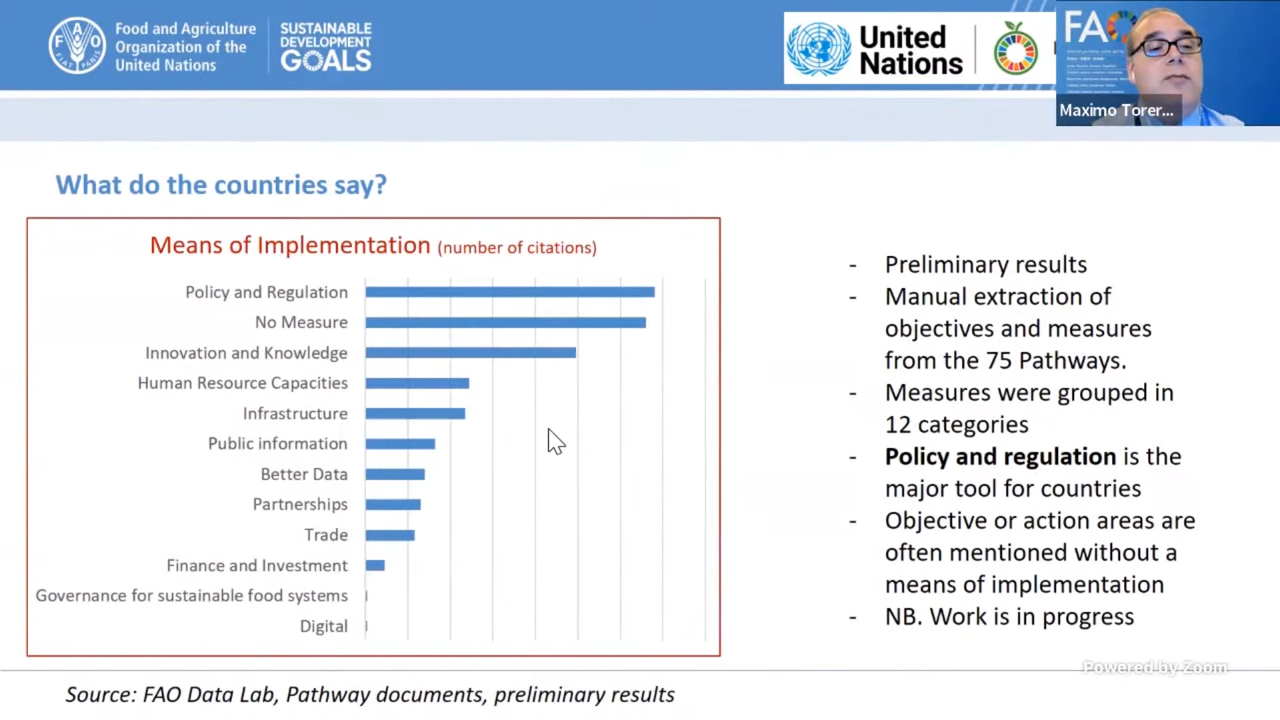 Food and Agriculture
Organization of the
United Nations
SUSTAINABLE
DEVELOPMENT
GOALS
United
Nations
FAO
Maximo Torer...
What do the countries say?
Means of Implementation (number of citations)
Policy and Regulation
No Measure
Innovation and Knowledge
Human Resource Capacities
Infrastructure
Public information
Better Data
Partnerships
Trade
Finance and Investment
Governance for sustainable food systems
Digital
- Preliminary results
- Manual extraction of
objectives and measures
from the 75 Pathways.
- Measures were grouped in
12 categories
- Policy and regulation is the
major tool for countries
- Objective or action areas are
often mentioned without a
means of implementation
- NB. Work is in progress
Powered by Zoom
Source: FAO Data Lab, Pathway documents, preliminary results